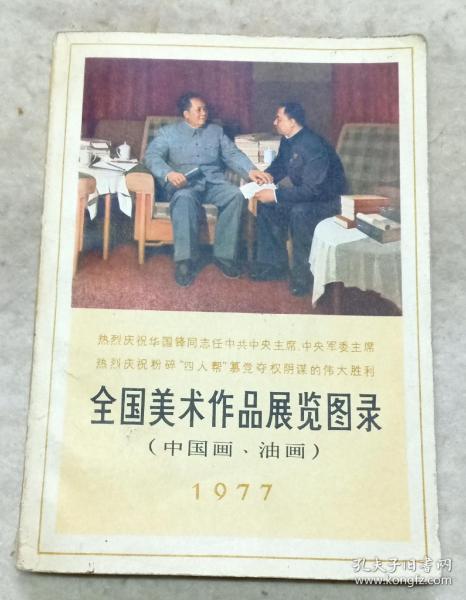 热烈庆祝华国锋同志任中共中央主席、中央军委主席
热烈庆祝粉碎“四人帮”篡党夺权阴谋的伟大胜利
全国美术作品展览图录
（中国画、油画）
1977
孔夫子旧书网
www.kongfz.com